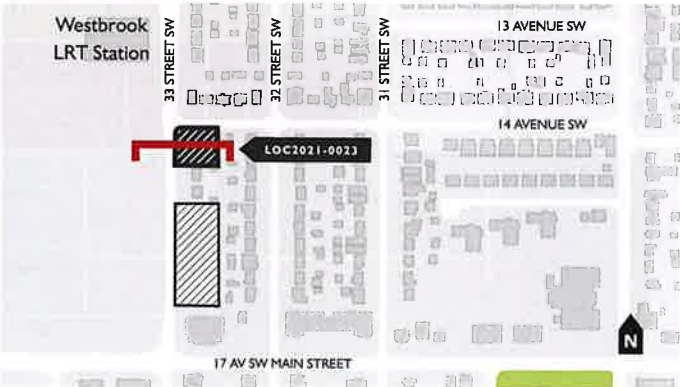 Westbrook
LRT Station
33 STREET SW
32 STREET SW
31 STREET SW
13 AVENUE SW
14 AVENUE SW
LOC2021-0023
17 AV SW MAIN STREET
N